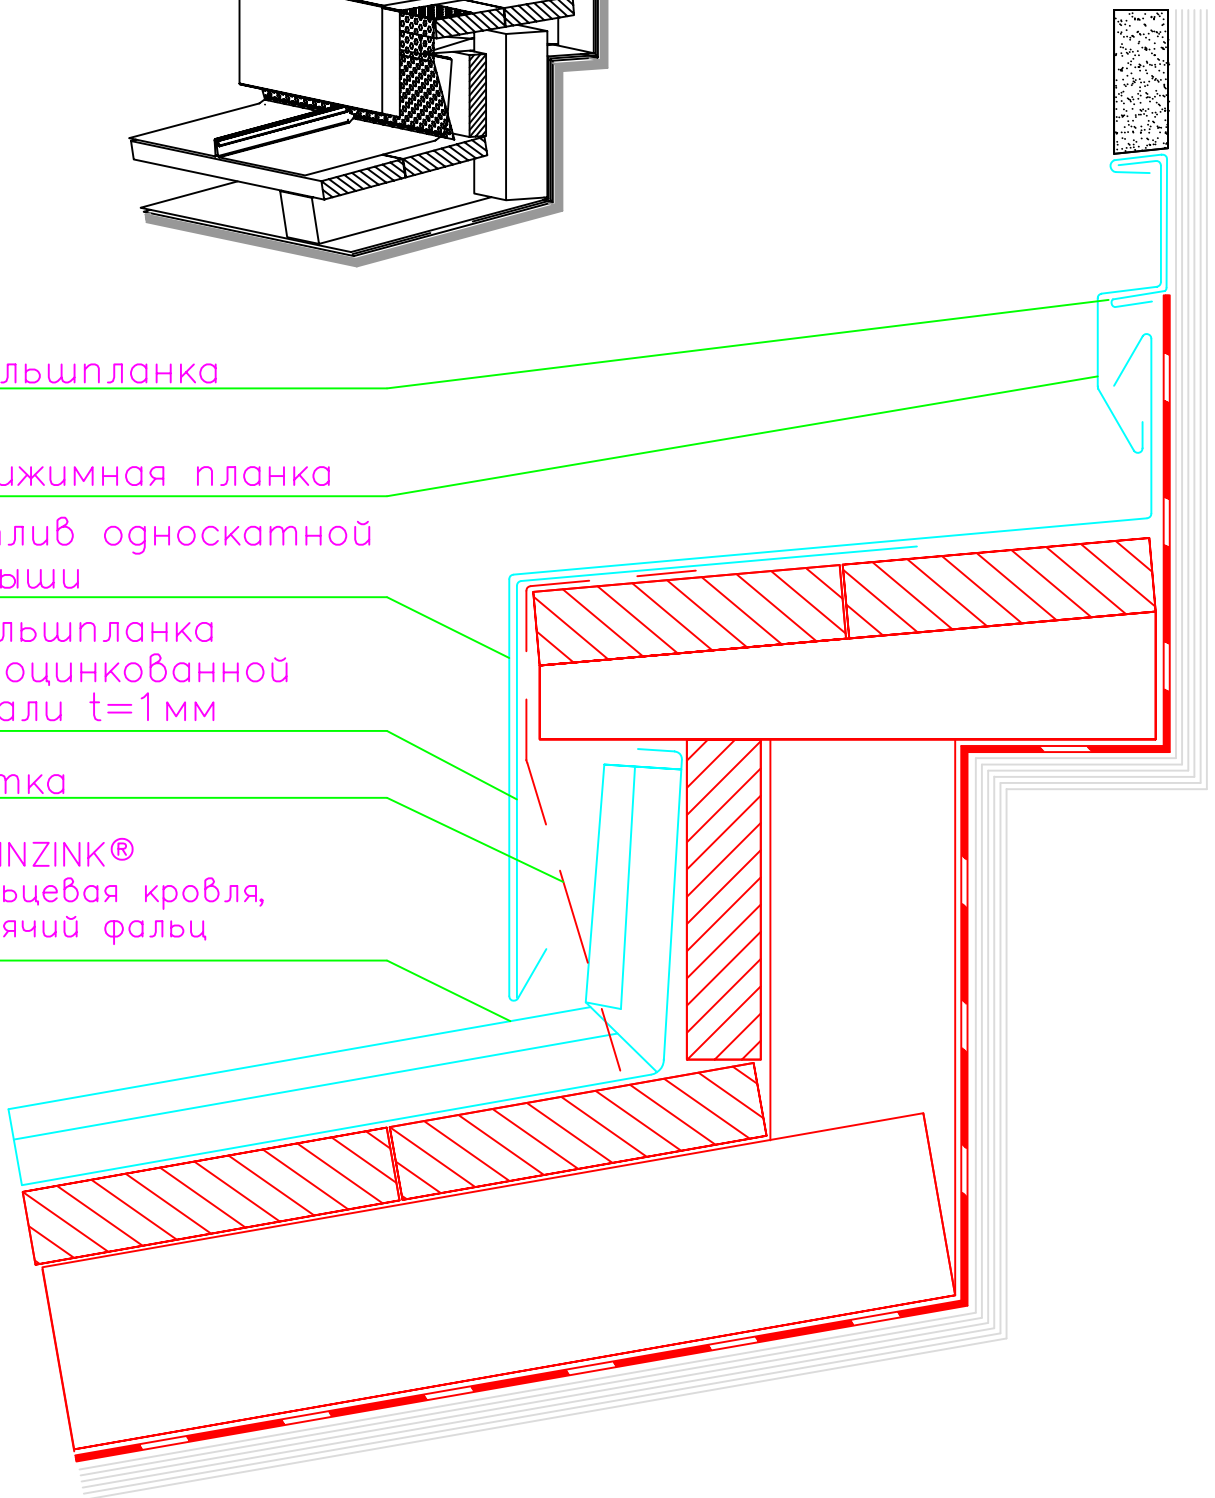 льшпланка
ижимная планка
лив односкатной
ыши
льшпланка
оцинкованной
али t=1мм
тка
INZINK®
ьцевая кровля,
ячий фальц